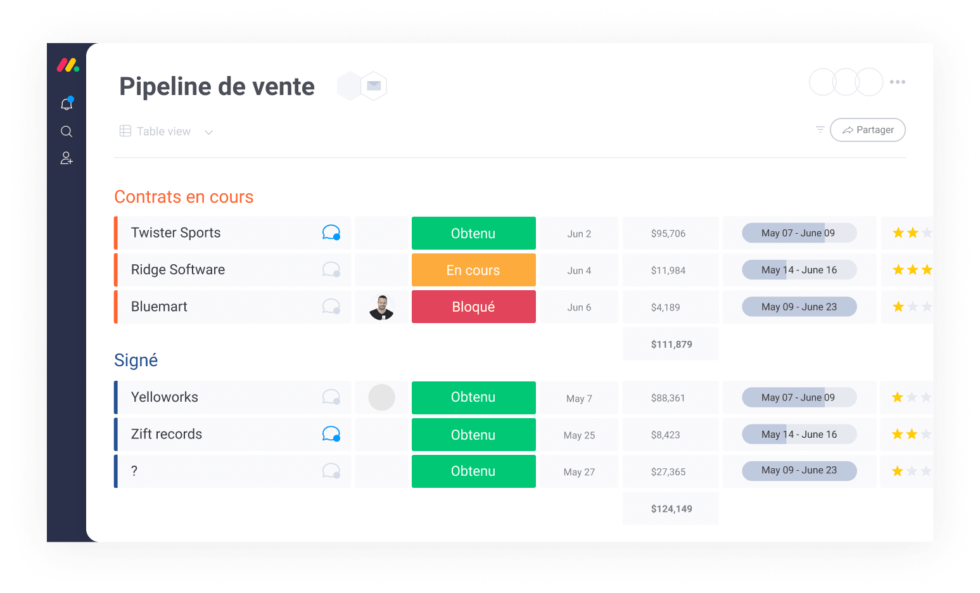 Pipeline de vente
Table view
Partager
Contrats en cours
Twister Sports Obtenu Jun 2 $95,706 May 07 - June 09
Ridge Software En cours Jun 4 $11,984 May 14 - June 16
Bluemart Bloqué Jun 6 $4,189 May 09 - June 23
$111,879
Signé
Yelloworks Obtenu May 7 $88,361 May 07 - June 09
Zift records Obtenu May 25 $8,423 May 14 - June 16
? Obtenu May 27 $27,365 May 09 - June 23
$124,149